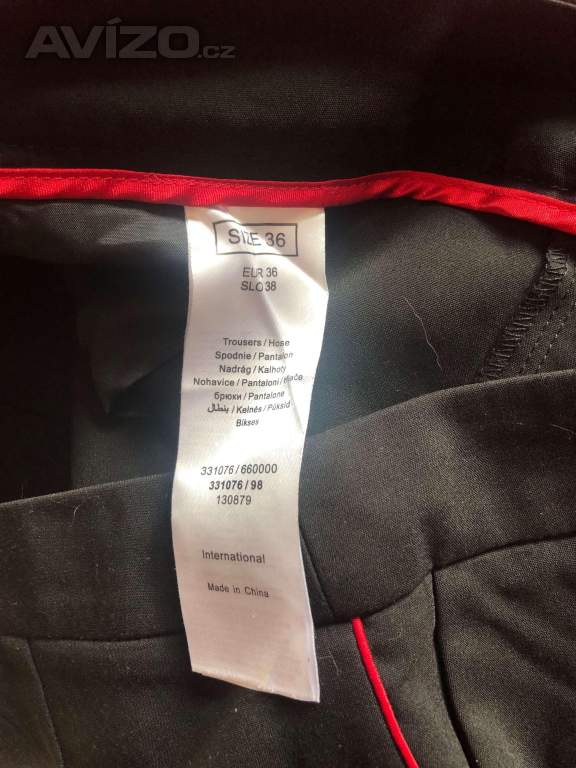 AVÍZO.cz
SIZE 36
EUR 36
SLO 38
Trousers / Hose
Spodnie / Pantalon
Nadrág / Kalhoty
Nohavice / Pantaloni / Hlače
брюки / Pantalone
بنطال / Kelnės / Püksid
Bikses
331076 / 660000
331076 / 98
130879
International
Made in China